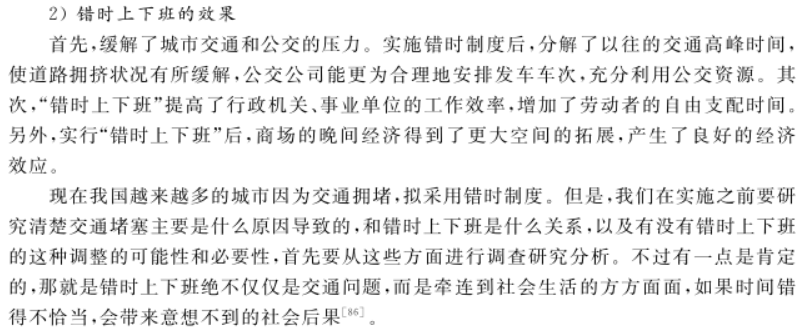 2）错时上下班的效果
首先，缓解了城市交通和公交的压力。实施错时制度后，分解了以往的交通高峰时间，
使道路拥挤状况有所缓解，公交公司能更为合理地安排发车车次，充分利用公交资源。其
次，“错时上下班”提高了行政机关、事业单位的工作效率，增加了劳动者的自由支配时间。
另外，实行“错时上下班”后，商场的晚间经济得到了更大空间的拓展，产生了良好的经济
效应。
现在我国越来越多的城市因为交通拥堵，拟采用错时制度。但是，我们在实施之前要研
究清楚交通堵塞主要是什么原因导致的，和错时上下班是什么关系，以及有没有错时上下班
的这种调整的可能性和必要性，首先要从这些方面进行调查研究分析。不过有一点是肯定
的，那就是错时上下班绝不仅仅是交通问题，而是牵连到社会生活的方方面面，如果时间错
得不恰当，会带来意想不到的社会后果[86]。